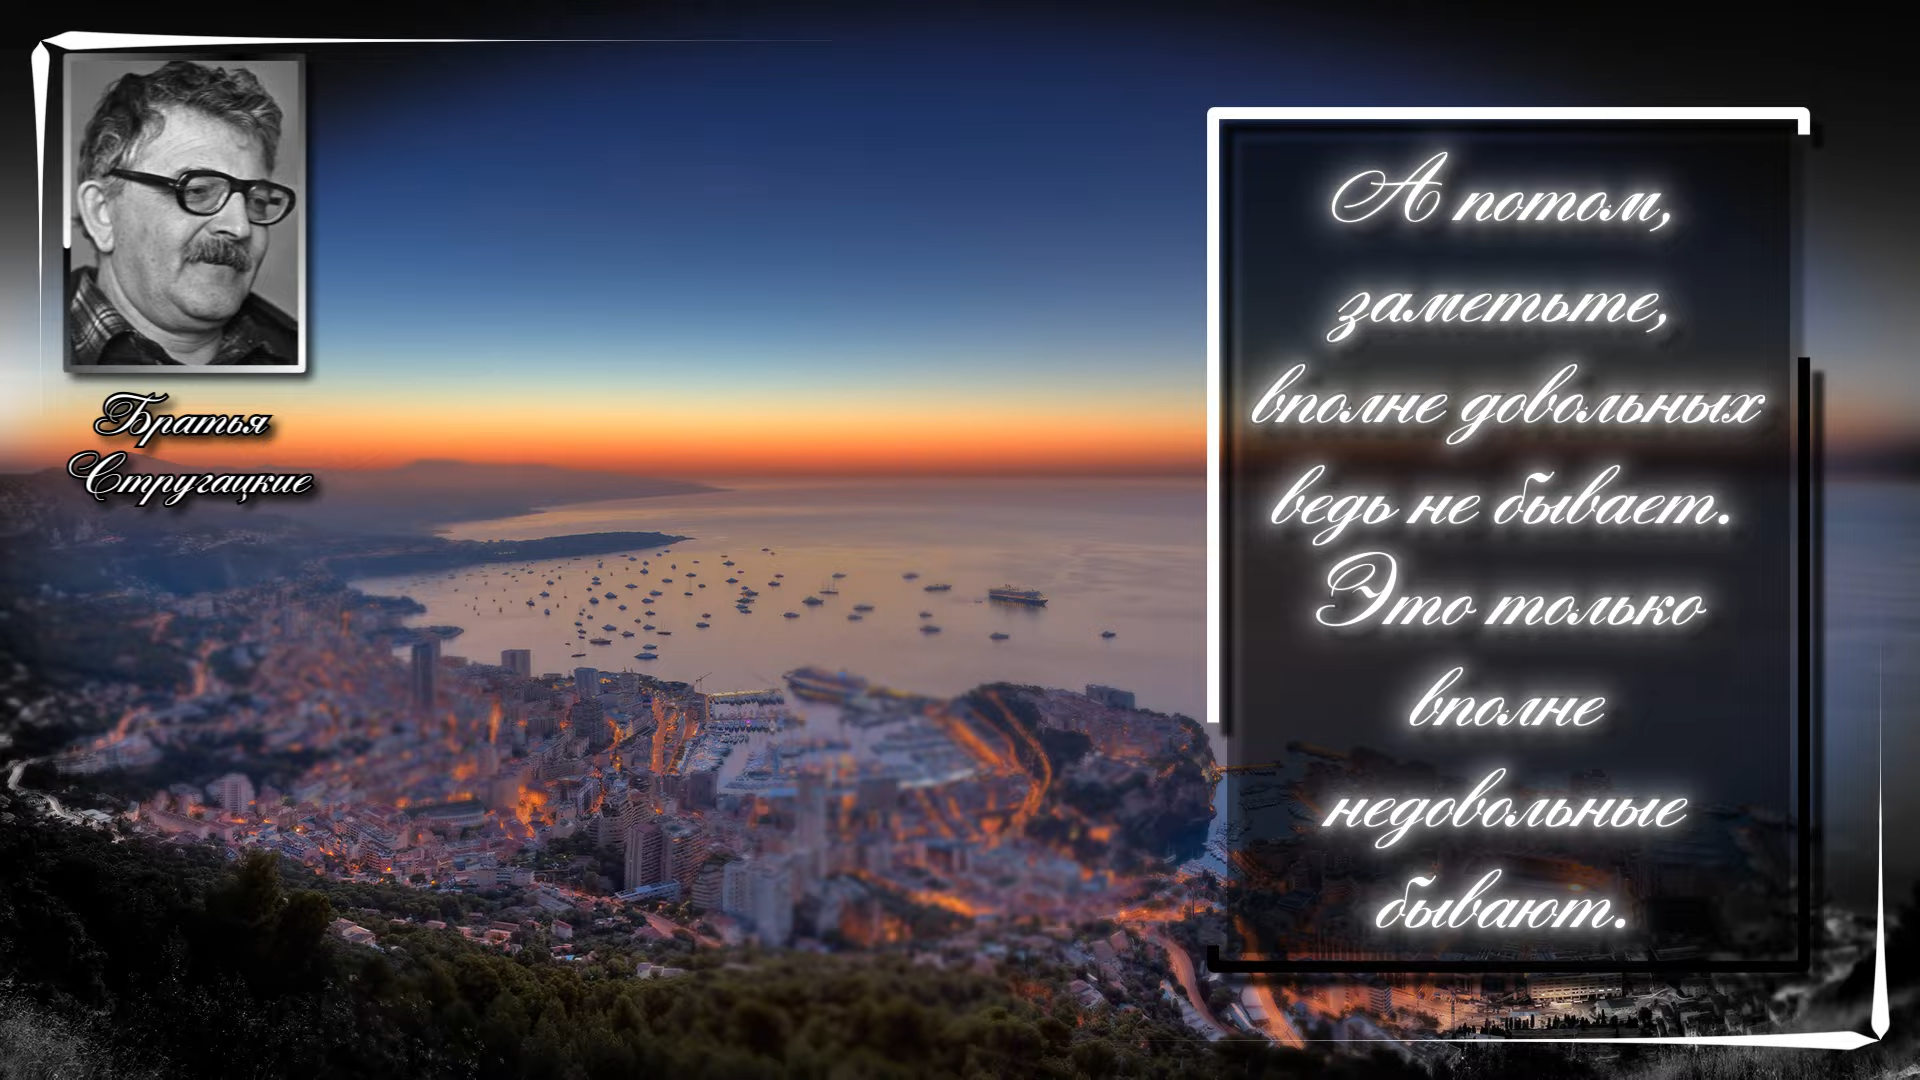 Братья
Стругацкие
А потом,
заметьте,
вполне довольных
ведь не бывает.
Это только
вполне
недовольные
бывают.